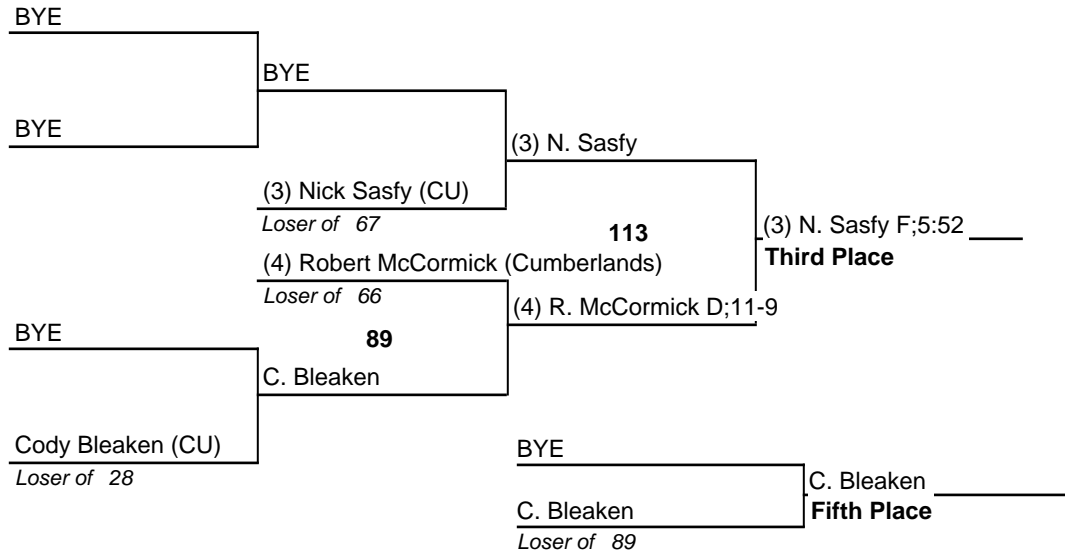 BYE
BYE
BYE
(3) N. Sasfy
(3) Nick Sasfy (CU)
Loser of 67
113
(3) N. Sasfy F;5:52
Third Place
(4) Robert McCormick (Cumberlands)
Loser of 66
(4) R. McCormick D;11-9
BYE
89
C. Bleaken
Cody Bleaken (CU)
Loser of 28
BYE
C. Bleaken
Fifth Place
C. Bleaken
Loser of 89